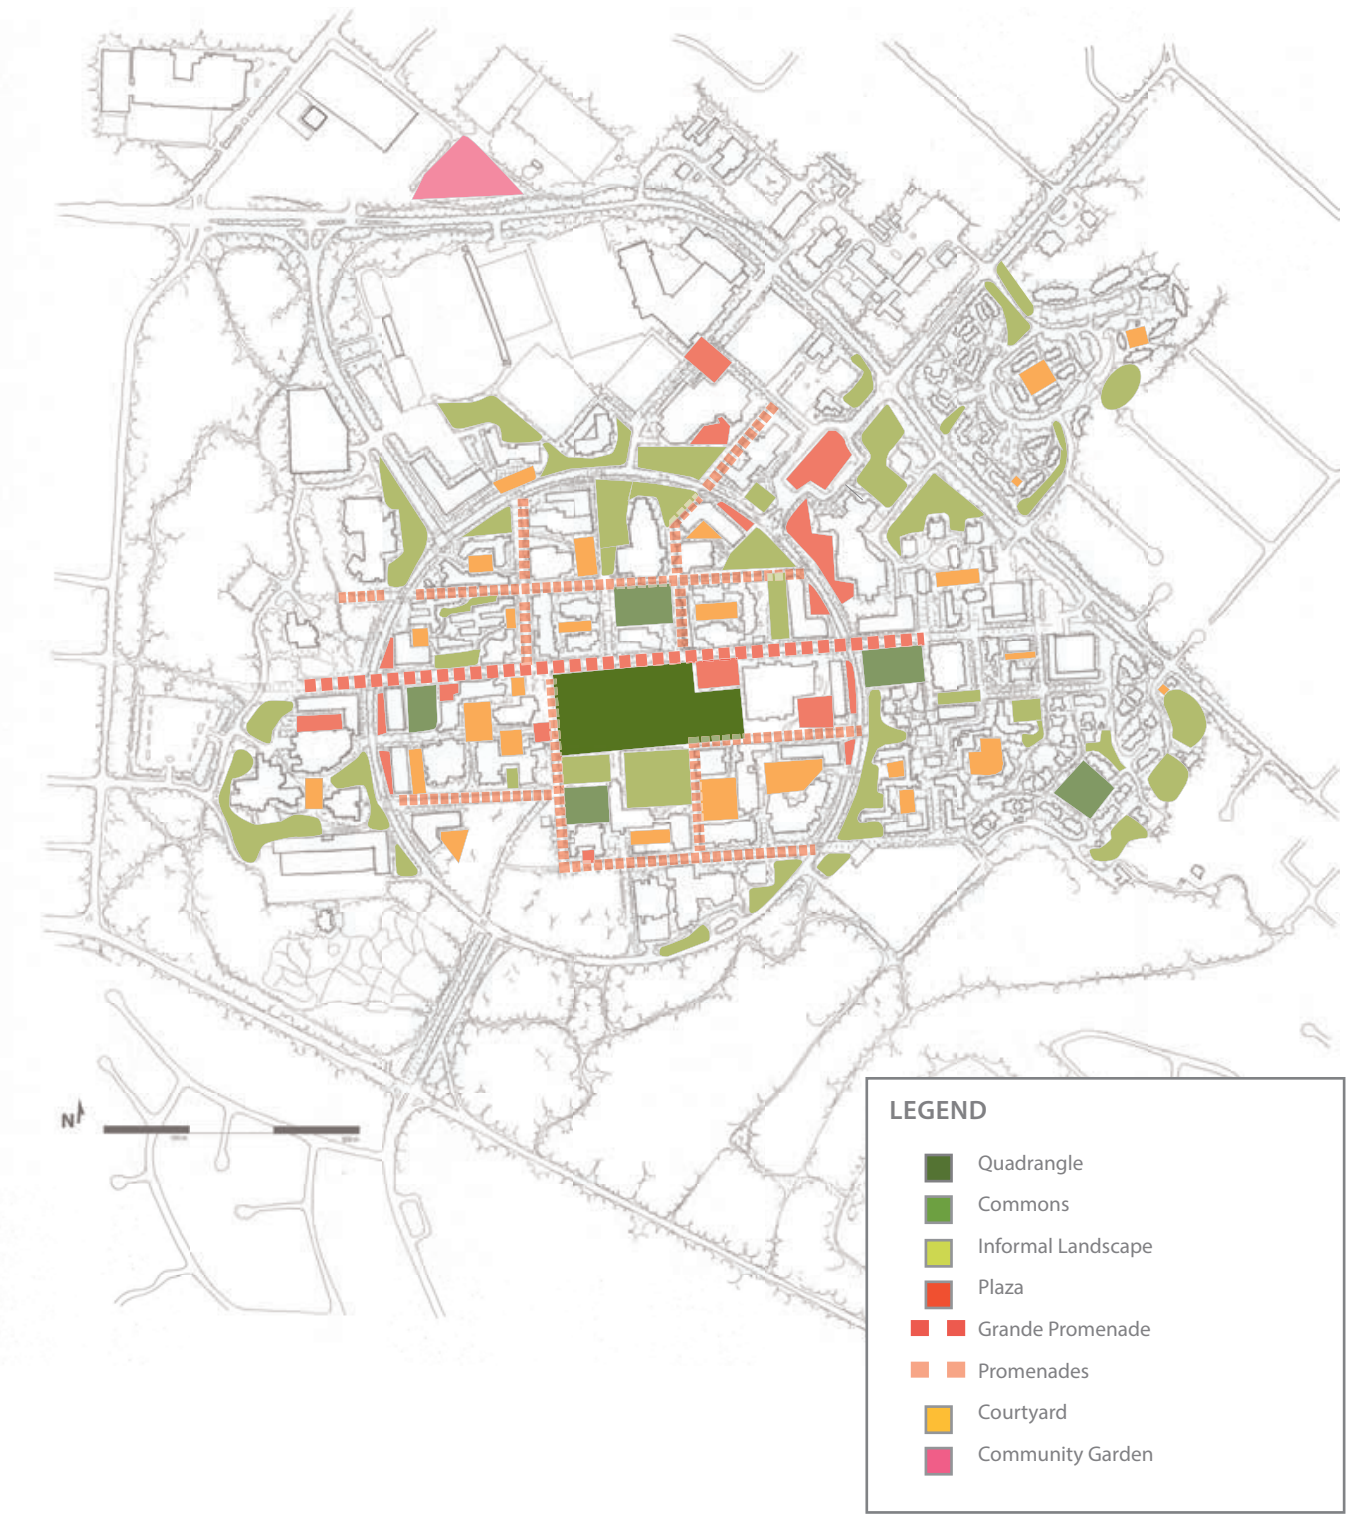 N
LEGEND
Quadrangle
Commons
Informal Landscape
Plaza
Grande Promenade
Promenades
Courtyard
Community Garden